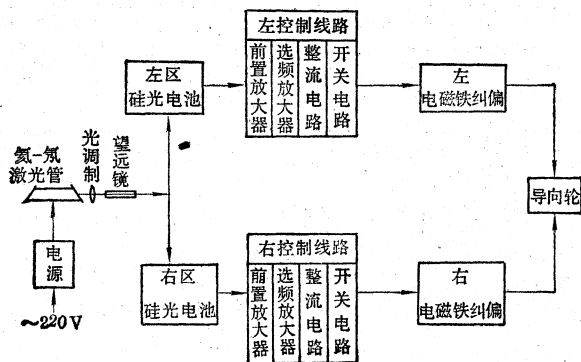 左控制线路
前置放大器
选频放大器
整流电路
开关电路
左区
硅光电池
左
电磁铁纠偏
光调制
望远镜
氦-氖
激光管
导向轮
电源
~220V
右区
硅光电池
右控制线路
前置放大器
选频放大器
整流电路
开关电路
右
电磁铁纠偏